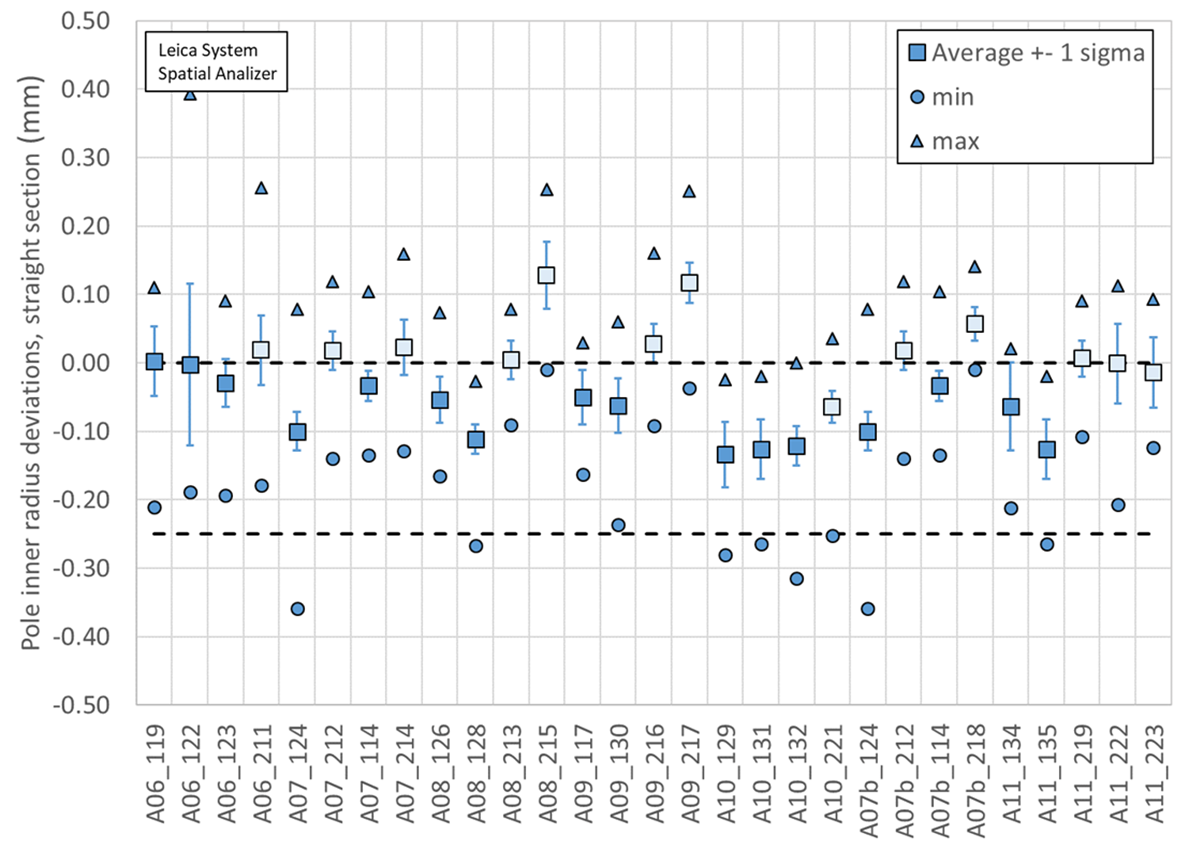 Pole inner radius deviations, straight section (mm)
0.50
0.40
0.30
0.20
0.10
0.00
-0.10
-0.20
-0.30
-0.40
-0.50
Leica System
Spatial Analizer
Average +- 1 sigma
min
max
A06_119
A06_122
A06_123
A06_211
A07_124
A07_212
A07_114
A07_214
A08_126
A08_128
A08_213
A08_215
A09_117
A09_130
A09_216
A09_217
A10_129
A10_131
A10_132
A10_221
A07b_124
A07b_212
A07b_114
A07b_218
A11_134
A11_135
A11_219
A11_222
A11_223